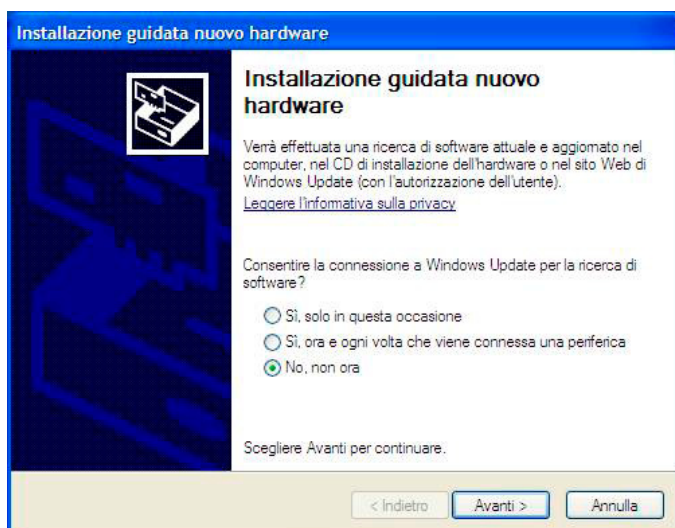 Installazione guidata nuovo hardware
Installazione guidata nuovo
hardware
Verrà effettuata una ricerca di software attuale e aggiornato nel
computer, nel CD di installazione dell'hardware o nel sito Web di
Windows Update (con l'autorizzazione dell'utente).
Leggere l'informativa sulla privacy
Consentire la connessione a Windows Update per la ricerca di
software?
Sì, solo in questa occasione
Sì, ora e ogni volta che viene connessa una periferica
No, non ora
Scegliere Avanti per continuare.
< Indietro
Avanti >
Annulla